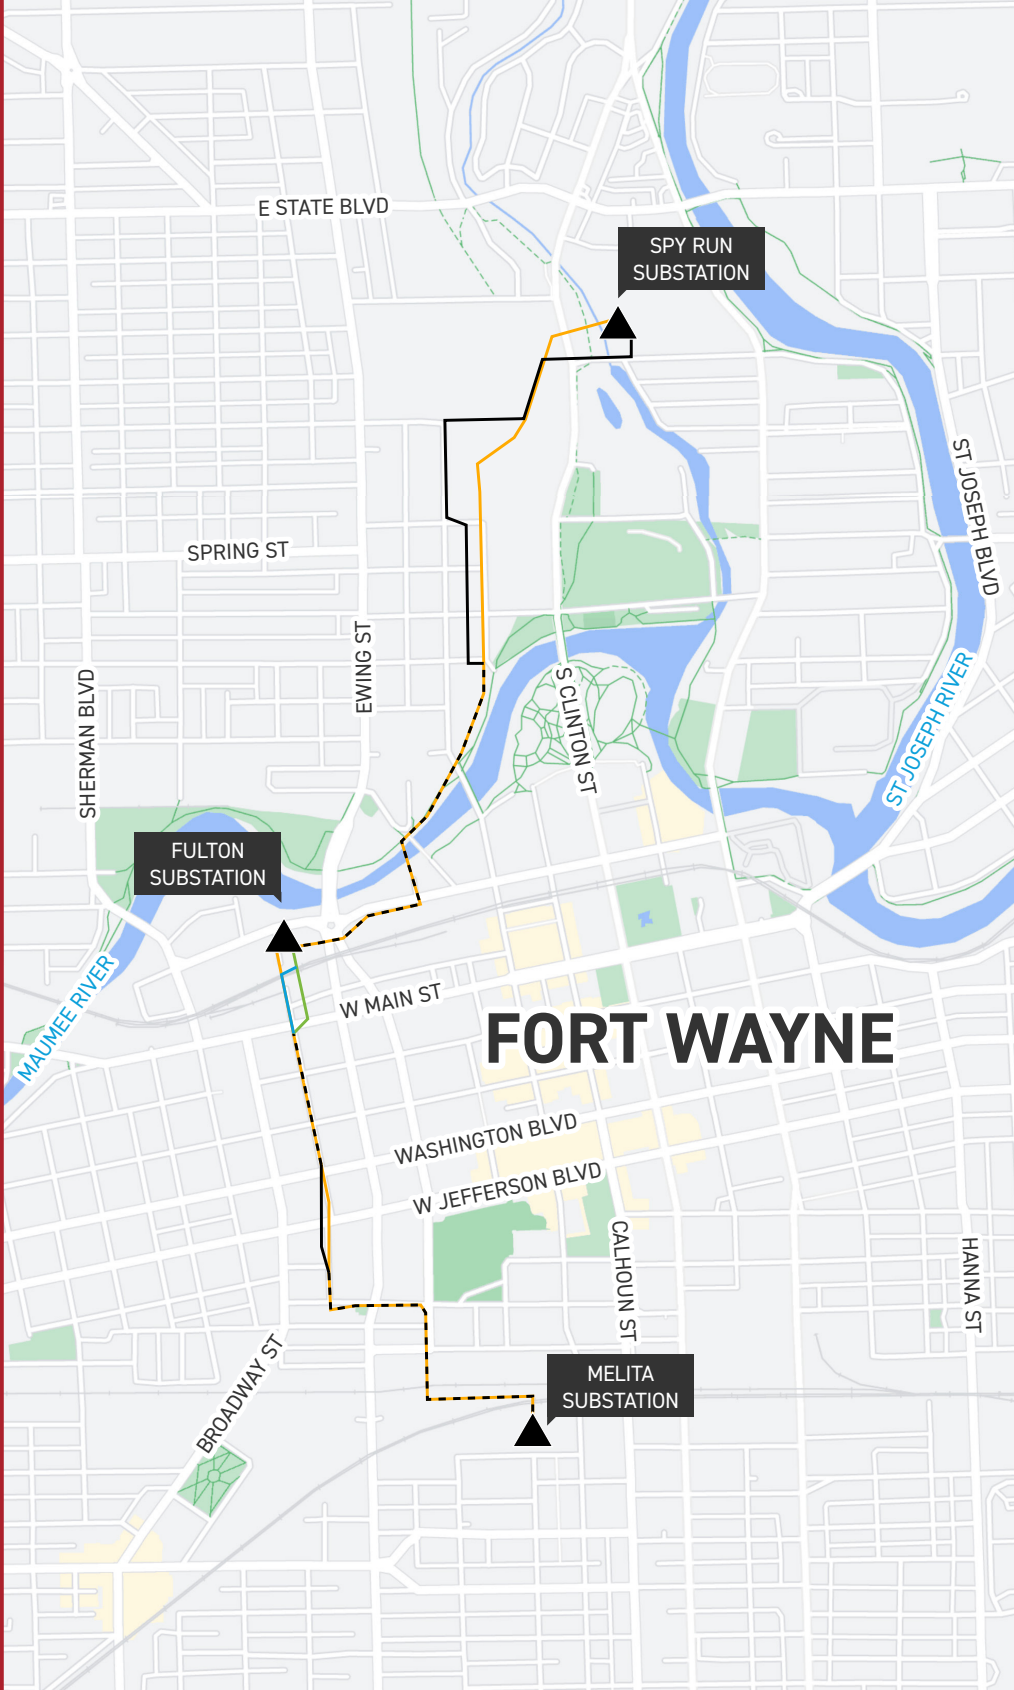 E STATE BLVD
SPY RUN
SUBSTATION
ST JOSEPH BLVD
SPRING ST
EWING ST
SHERMAN BLVD
S CLINTON ST
ST JOSEPH RIVER
FULTON
SUBSTATION
MAUMEE RIVER
W MAIN ST
FORT WAYNE
WASHINGTON BLVD
W JEFFERSON BLVD
CALHOUN ST
HANNA ST
BROADWAY ST
MELITA
SUBSTATION